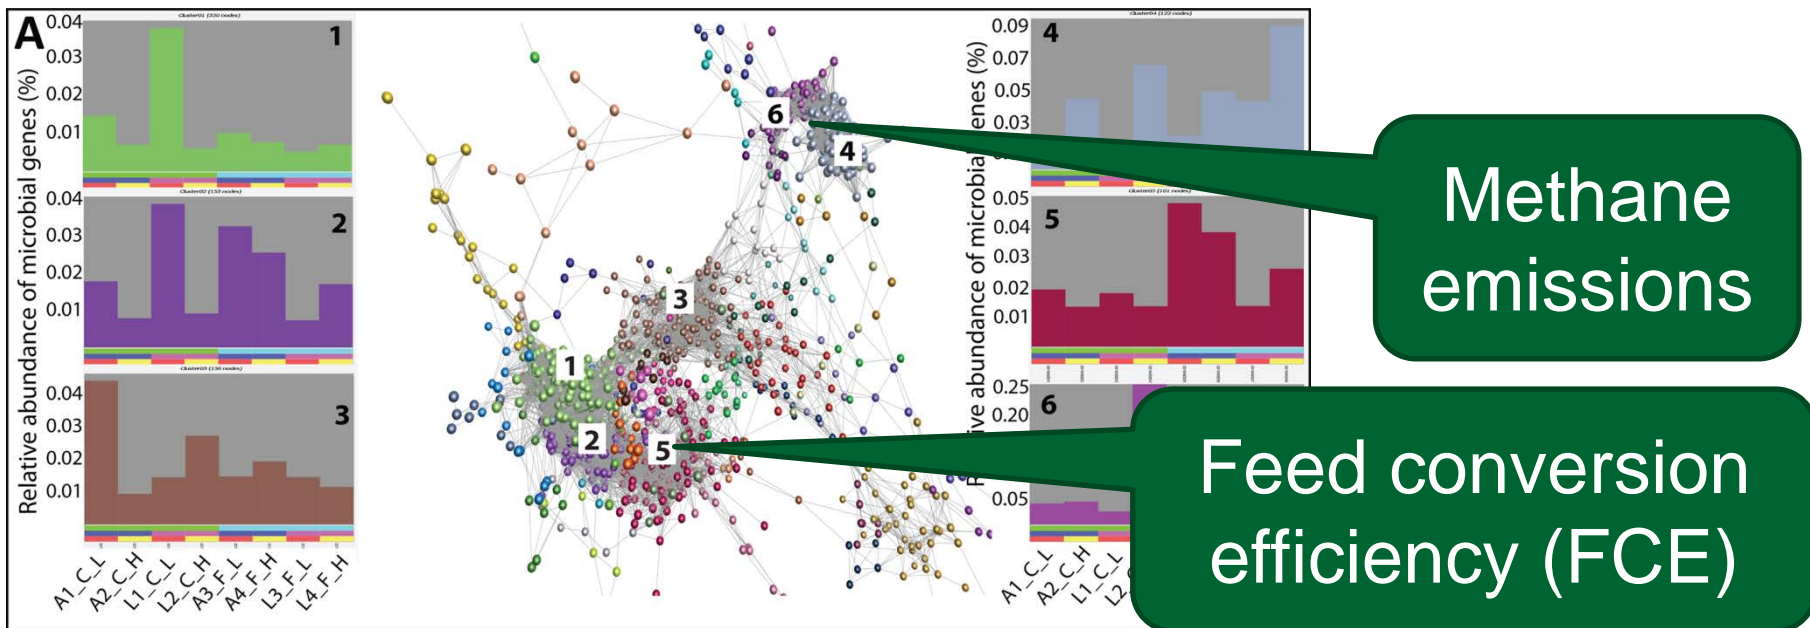 A
Relative abundance of microbial genes (%)
Cluster01 (330 nodes)
1
0.04
0.03
0.02
0.01
2
0.04
0.03
0.02
0.01
3
0.04
0.03
0.02
0.01
A1_C_L
A2_C_H
L1_C_L
L2_C_H
A3_F_L
A4_F_H
L3_F_L
L4_F_H
6
4
3
1
2
5
4
0.09
0.07
0.05
0.03
5
0.05
0.04
0.03
0.02
0.01
6
0.25
0.20
0.05
A1_C_L
A2_C_H
L1_C_L
Methane
emissions
Feed conversion
efficiency (FCE)